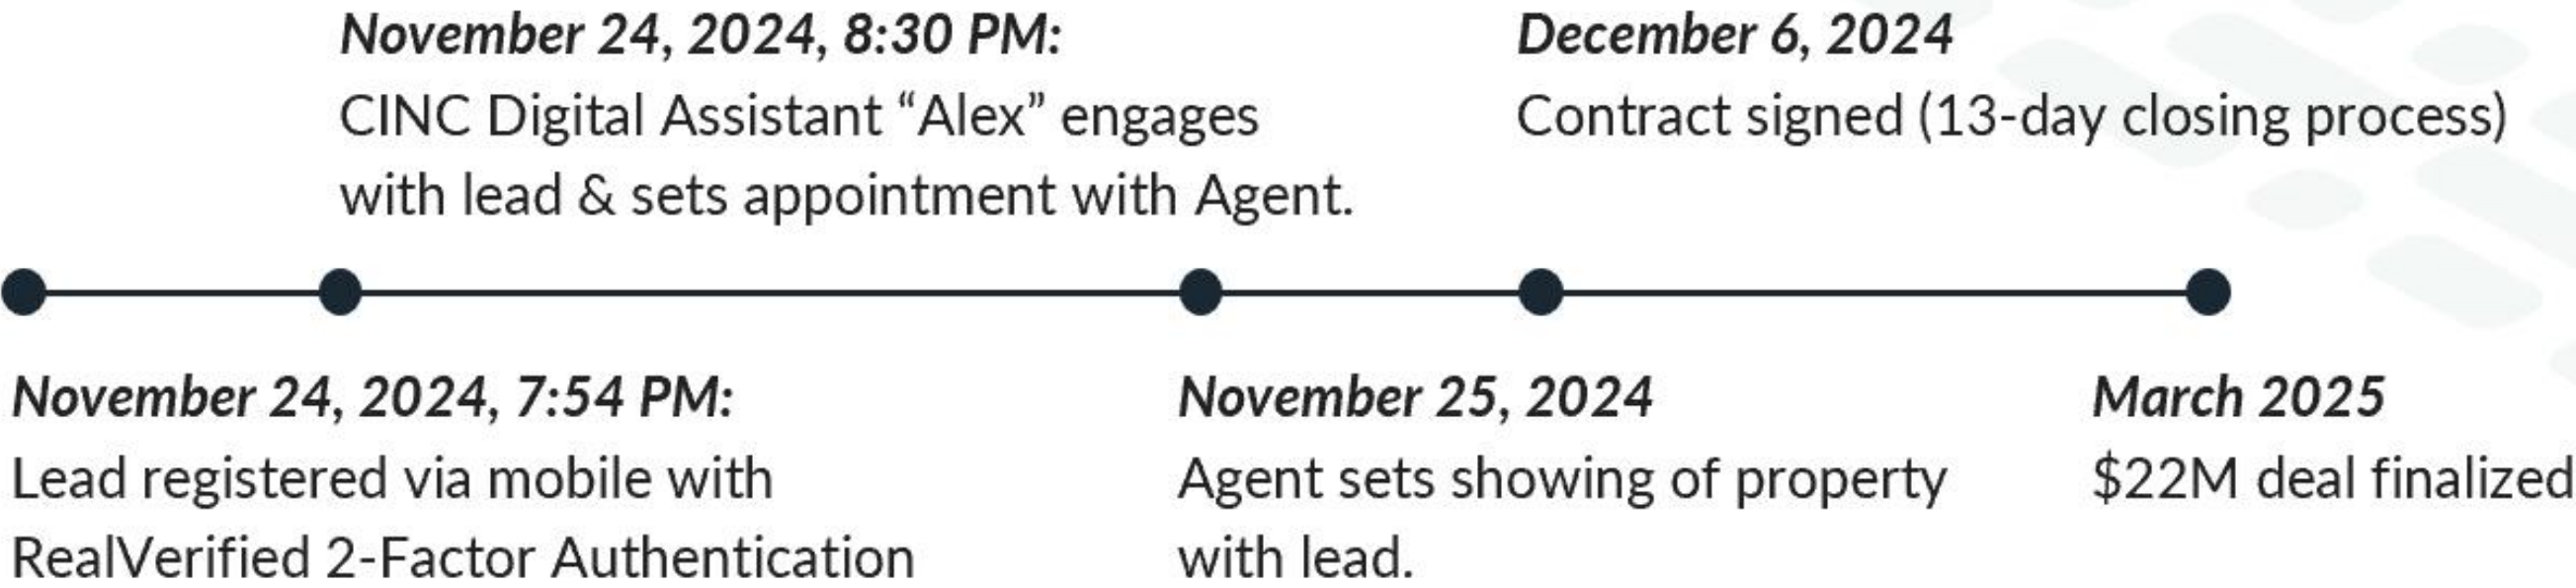 November 24, 2024, 8:30 PM:
CINC Digital Assistant “Alex” engages
with lead & sets appointment with Agent.
December 6, 2024
Contract signed (13-day closing process)
November 24, 2024, 7:54 PM:
Lead registered via mobile with
RealVerified 2-Factor Authentication
November 25, 2024
Agent sets showing of property
with lead.
March 2025
$22M deal finalized